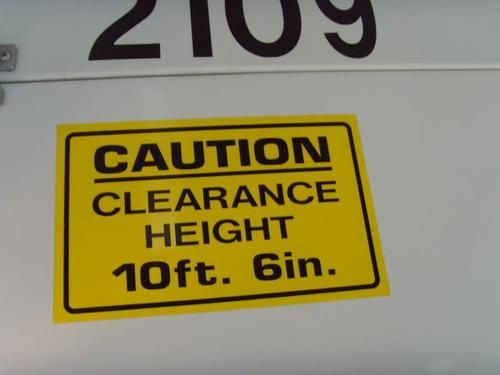 2109
CAUTION
CLEARANCE
HEIGHT
10ft. 6in.